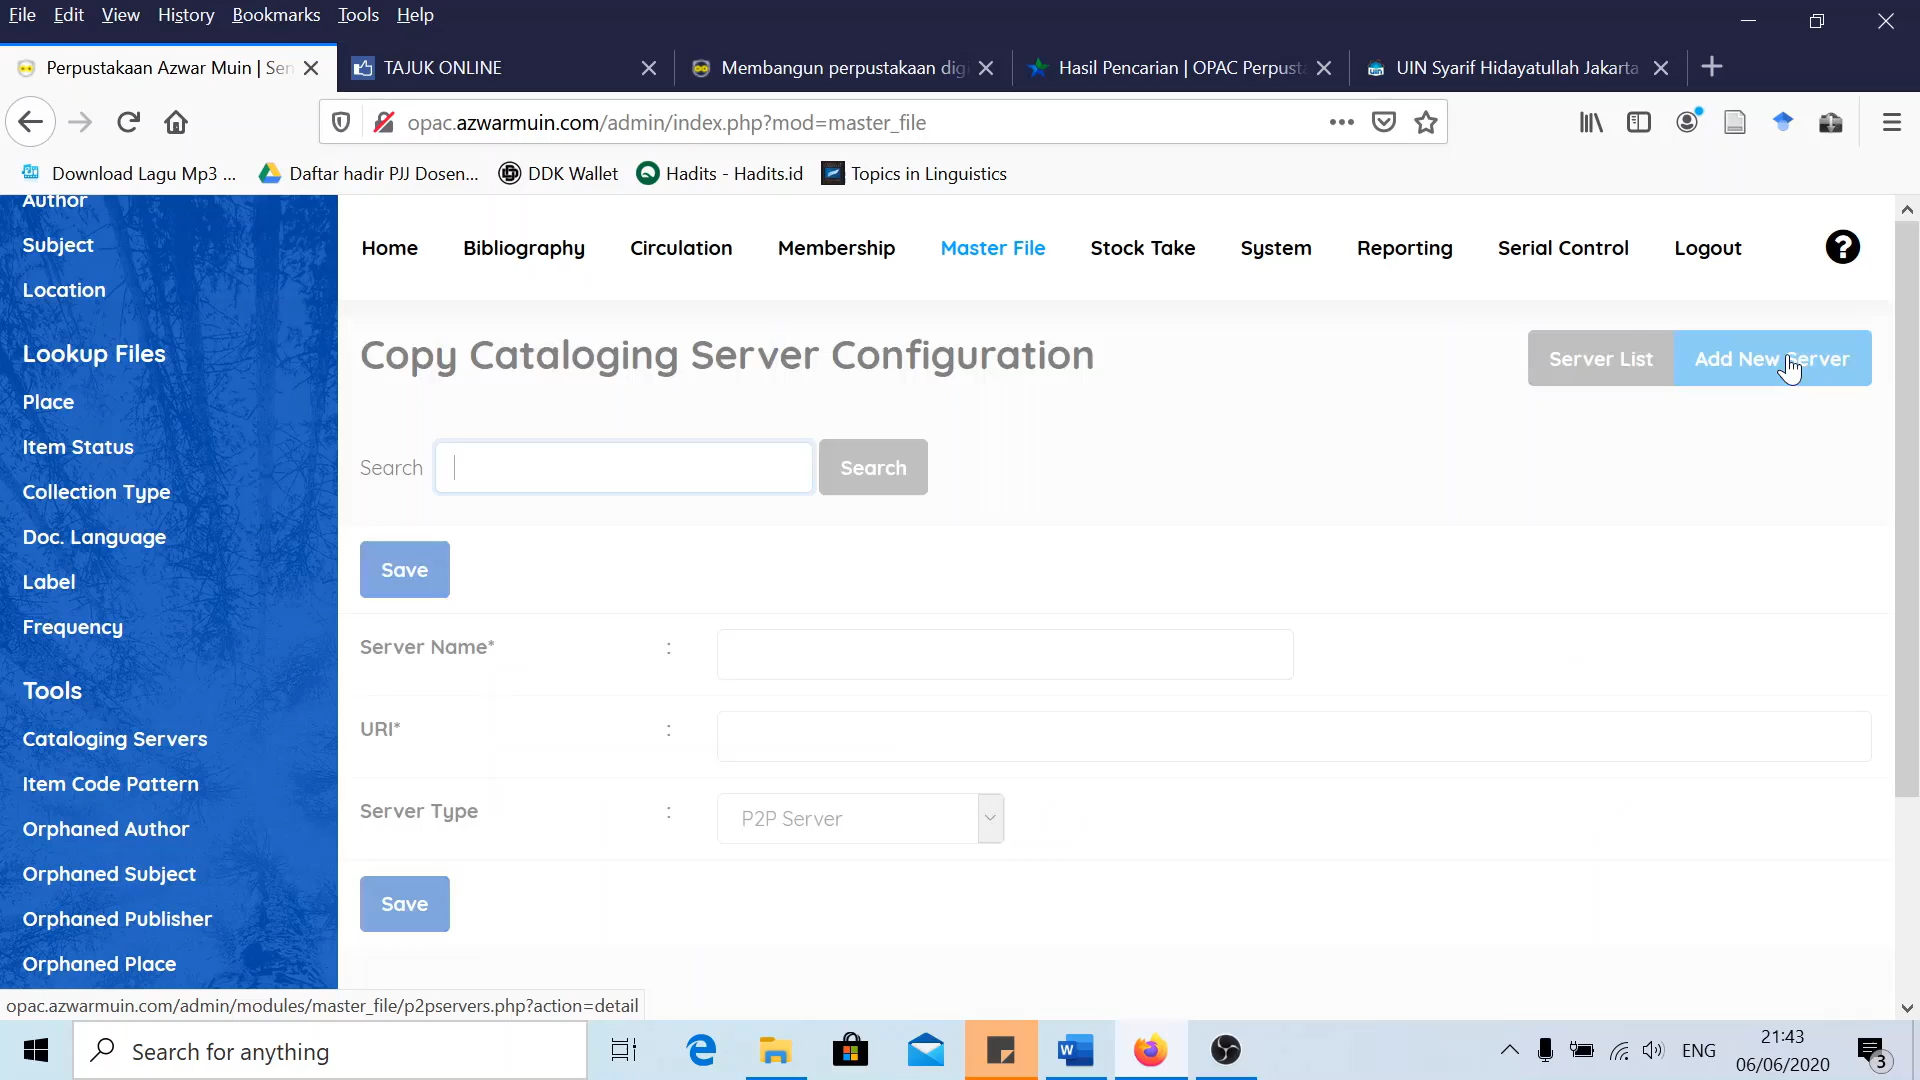 File Edit View History Bookmarks Tools Help
Perpustakaan Azwar Muin | Sen
TAJUK ONLINE
Membangun perpustakaan digi
Hasil Pencarian | OPAC Perpusta
UIN Syarif Hidayatullah Jakarta
opac.azwarmuin.com/admin/index.php?mod=master_file
Download Lagu Mp3 ...
Daftar hadir PJJ Dosen...
DDK Wallet
Hadits - Hadits.id
Topics in Linguistics
Author
Subject
Location
Lookup Files
Place
Item Status
Collection Type
Doc. Language
Label
Frequency
Tools
Cataloging Servers
Item Code Pattern
Orphaned Author
Orphaned Subject
Orphaned Publisher
Orphaned Place
Home Bibliography Circulation Membership Master File Stock Take System Reporting Serial Control Logout ?
Copy Cataloging Server Configuration
Server List Add New Server
Search Search
Save
Server Name* :
URI* :
Server Type : P2P Server
Save
opac.azwarmuin.com/admin/modules/master_file/p2pservers.php?action=detail
Search for anything
ENG
21:43
06/06/2020
3